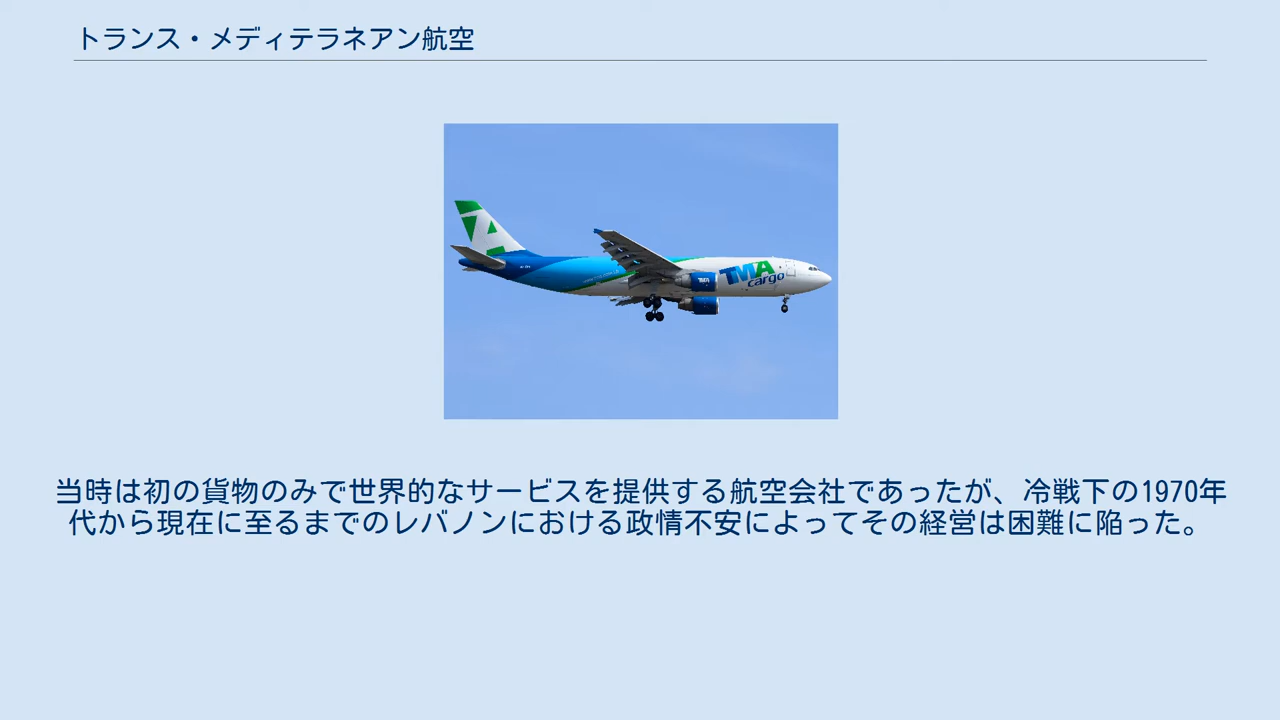 トランス・メディテラネアン航空
TMA
cargo
当時は初の貨物のみで世界的なサービスを提供する航空会社であったが、冷戦下の1970年
代から現在に至るまでのレバノンにおける政情不安によってその経営は困難に陥った。